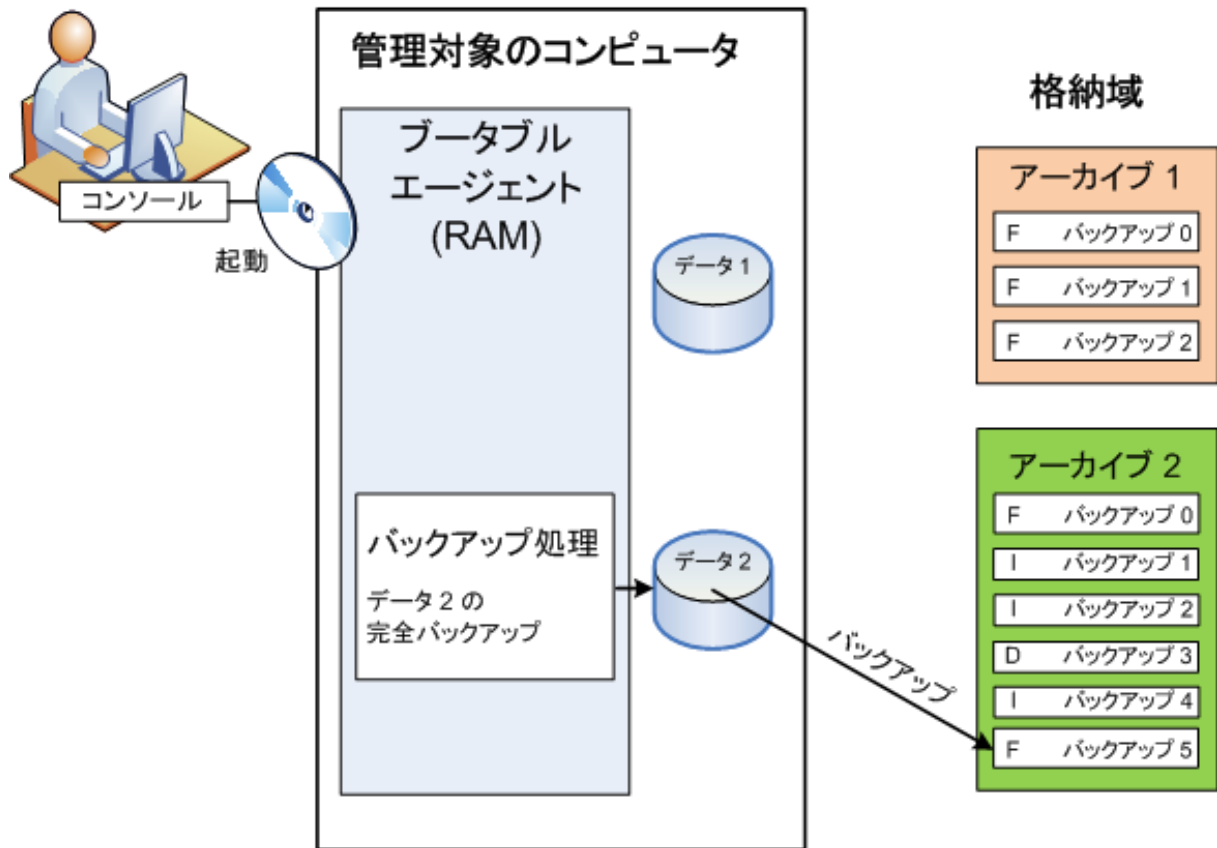 管理対象のコンピュータ
コンソール
起動
ブータブル
エージェント
(RAM)
データ 1
バックアップ処理
データ 2 の
完全バックアップ
データ 2
バックアップ
格納域
アーカイブ 1
F バックアップ 0
F バックアップ 1
F バックアップ 2
アーカイブ 2
F バックアップ 0
I バックアップ 1
I バックアップ 2
D バックアップ 3
I バックアップ 4
F バックアップ 5